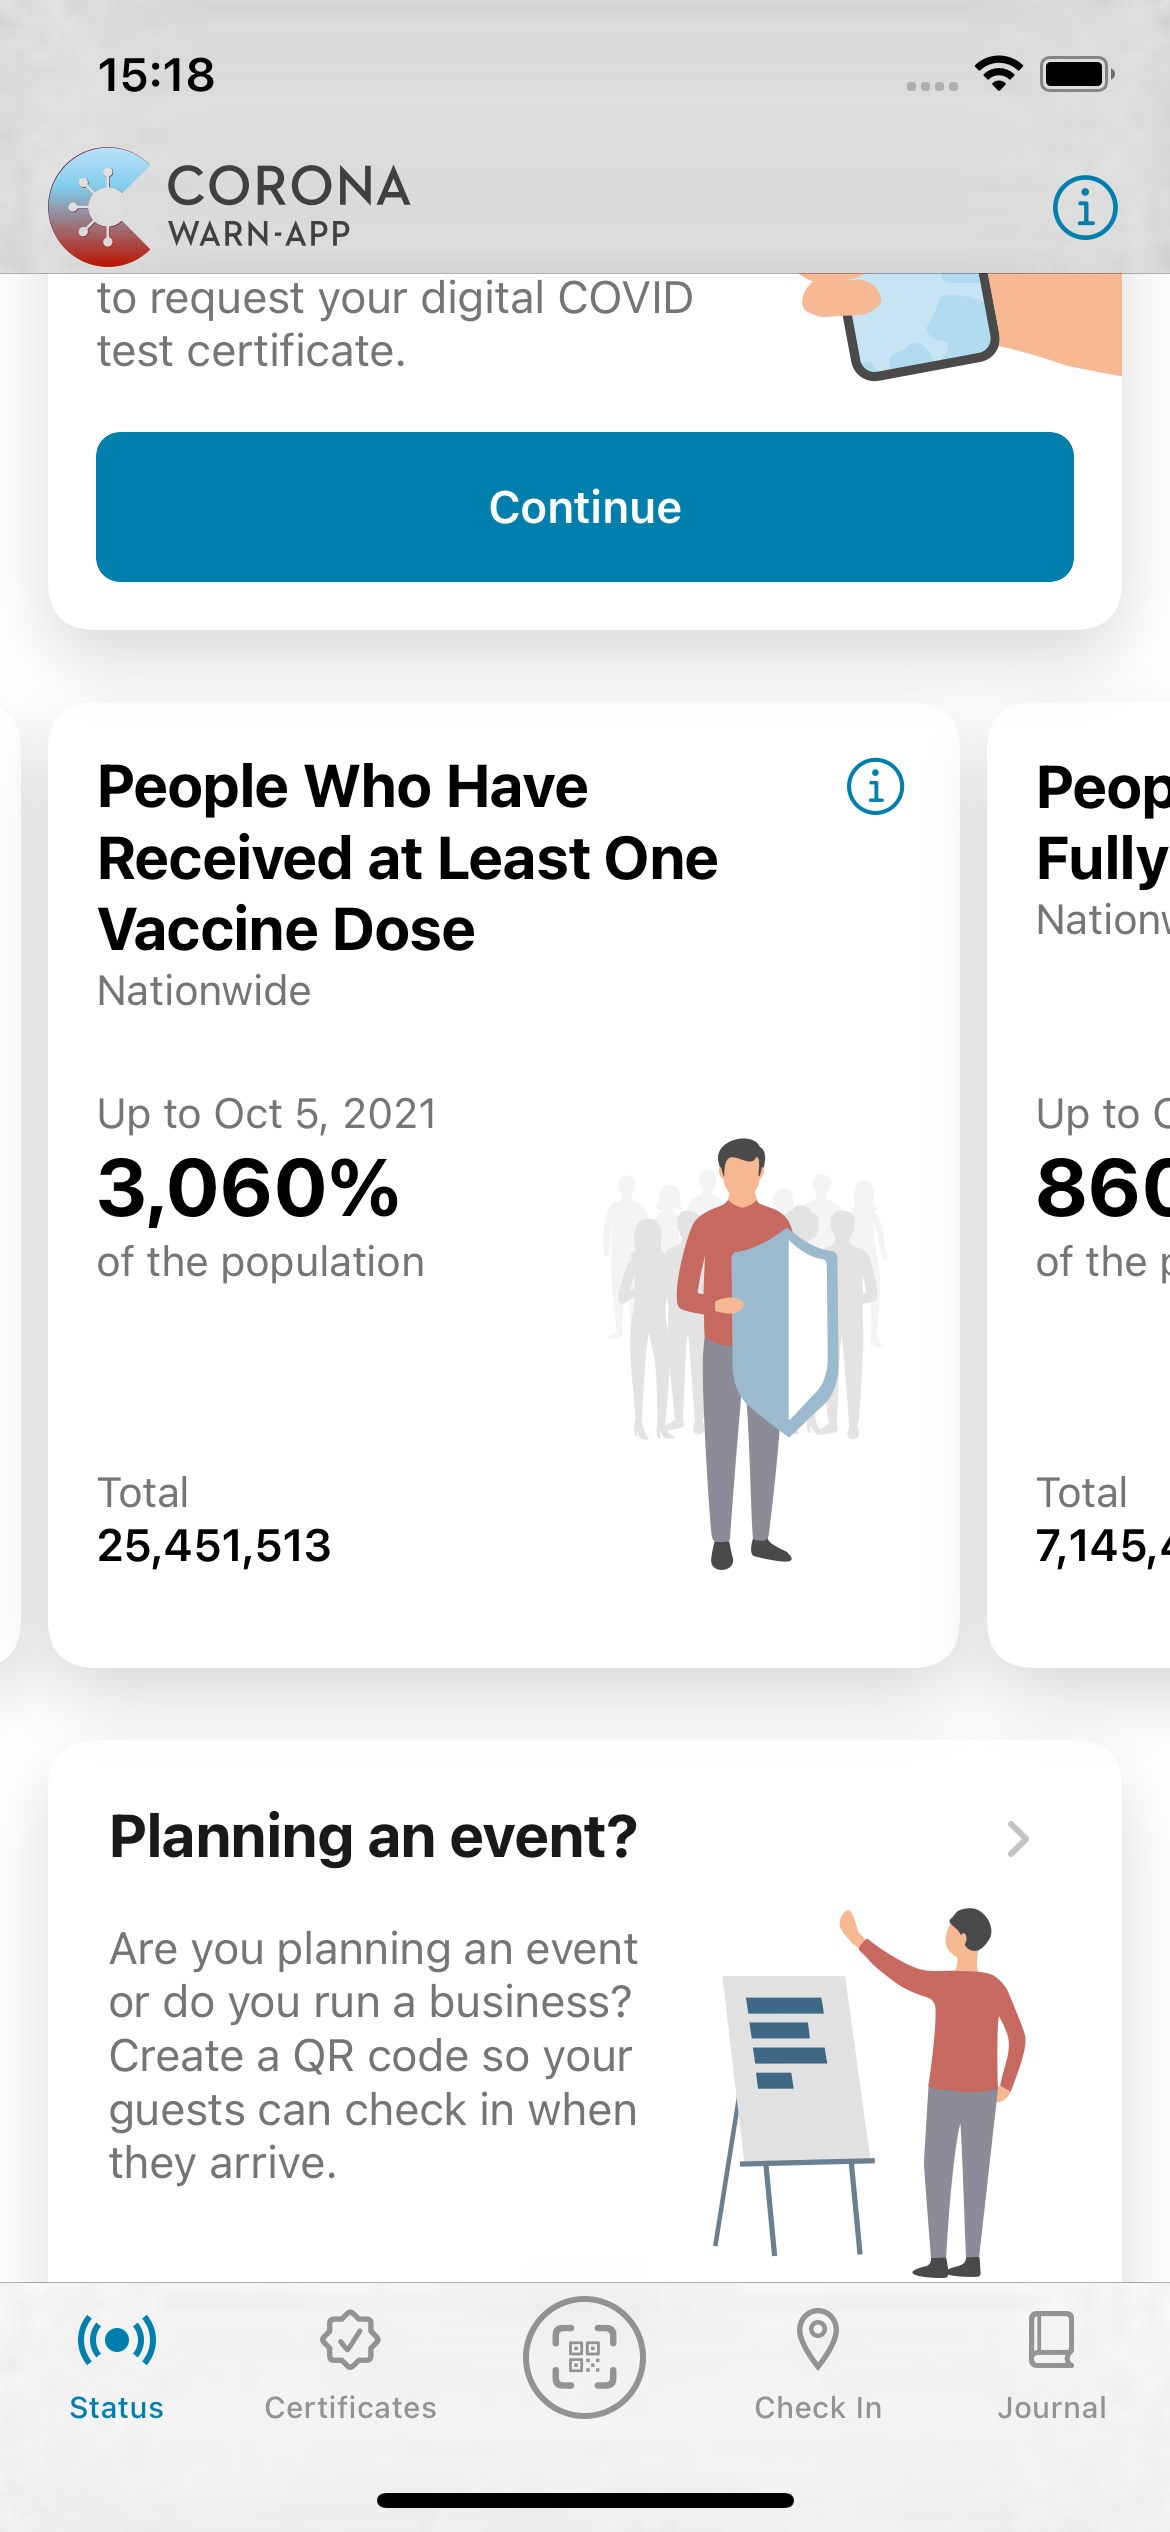 15:18
CORONA
WARN-APP
to request your digital COVID
test certificate.
Continue
People Who Have
Received at Least One
Vaccine Dose
Nationwide
Up to Oct 5, 2021
3,060%
of the population
Total
25,451,513
Peop
Fully
Nationw
Up to O
860
of the p
Total
7,145,4
Planning an event?
Are you planning an event
or do you run a business?
Create a QR code so your
guests can check in when
they arrive.
Status
Certificates
Check In
Journal